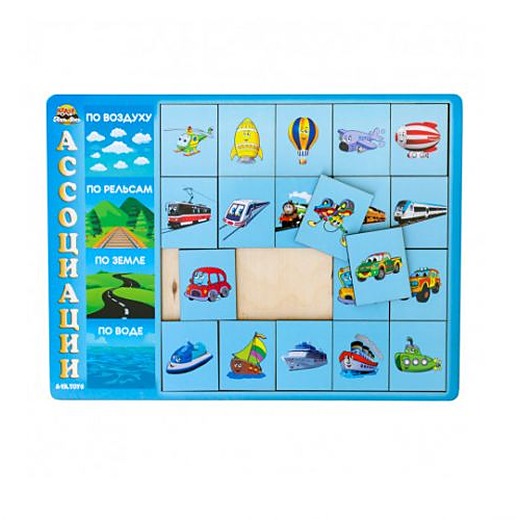 АССОЦИАЦИИ
ПО ВОЗДУХУ
ПО РЕЛЬСАМ
ПО ЗЕМЛЕ
ПО ВОДЕ